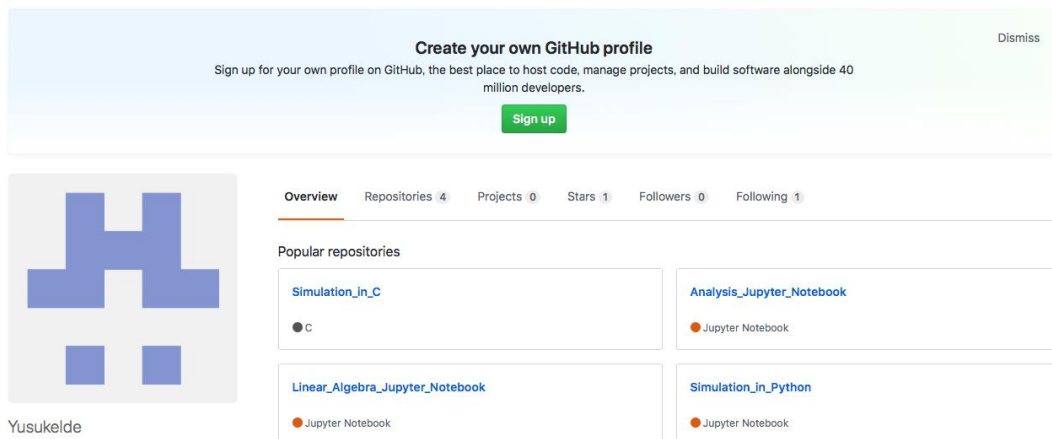 Create your own GitHub profile
Dismiss
Sign up for your own profile on GitHub, the best place to host code, manage projects, and build software alongside 40
million developers.
Sign up
Overview Repositories 4 Projects 0 Stars 1 Followers 0 Following 1
Popular repositories
Simulation_in_C
C
Analysis_Jupyter_Notebook
Jupyter Notebook
Linear_Algebra_Jupyter_Notebook
Jupyter Notebook
Simulation_in_Python
Jupyter Notebook
YusukeIde